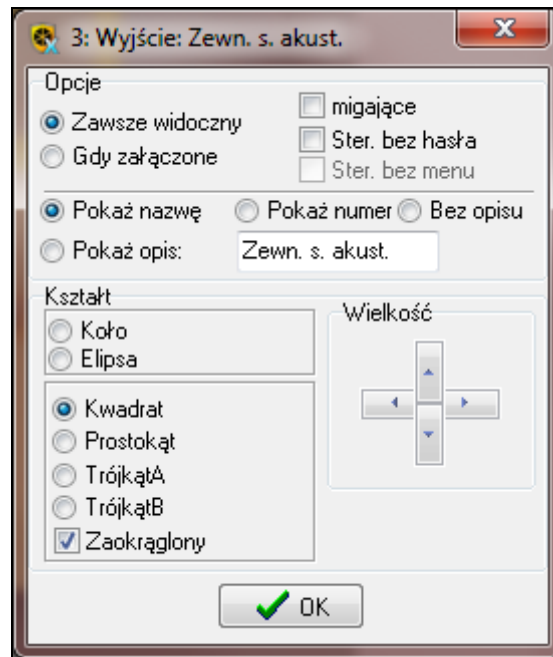 3: Wyjście: Zewn. s. akust.
Opcje
Zawsze widoczny
Gdy załączone
migające
Ster. bez hasła
Ster. bez menu
Pokaż nazwę Pokaż numer Bez opisu
Pokaż opis: Zewn. s. akust.
Kształt
Koło
Elipsa
Kwadrat
Prostokąt
TrójkątA
TrójkątB
Zaokrąglony
Wielkość
OK